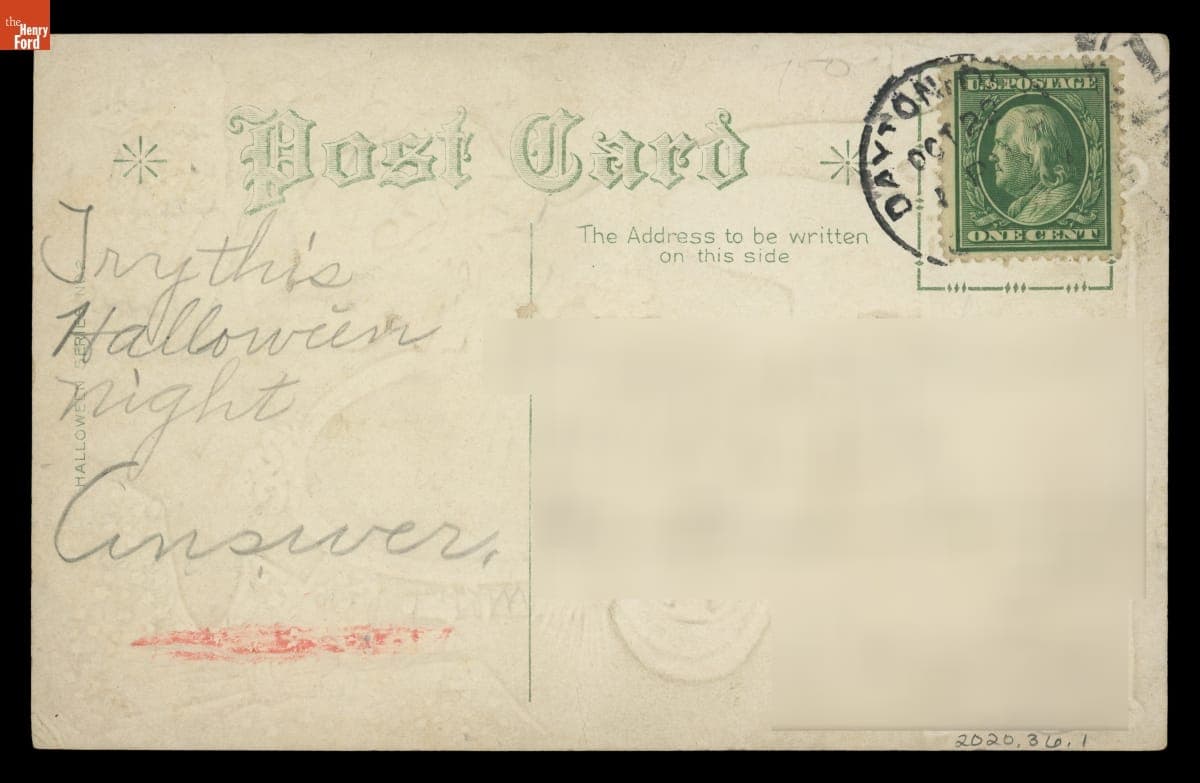 the
Henry
Ford
Post Card
The Address to be written
on this side
DAYTON
OCT 28
U.S. POSTAGE
ONE CENT
Try this
Halloween
night
Answer.
HALLOWEEN SERIES
2020.36.1